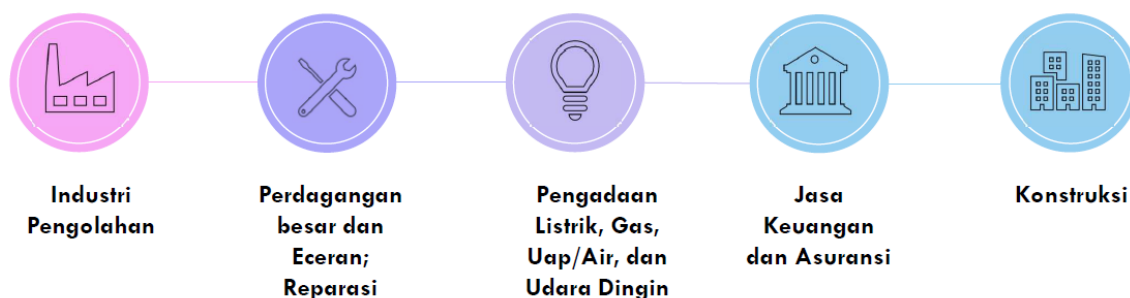 Industri
Pengolahan
Perdagangan
besar dan
Eceran;
Reparasi
Pengadaan
Listrik, Gas,
Uap/Air, dan
Udara Dingin
Jasa
Keuangan
dan Asuransi
Konstruksi